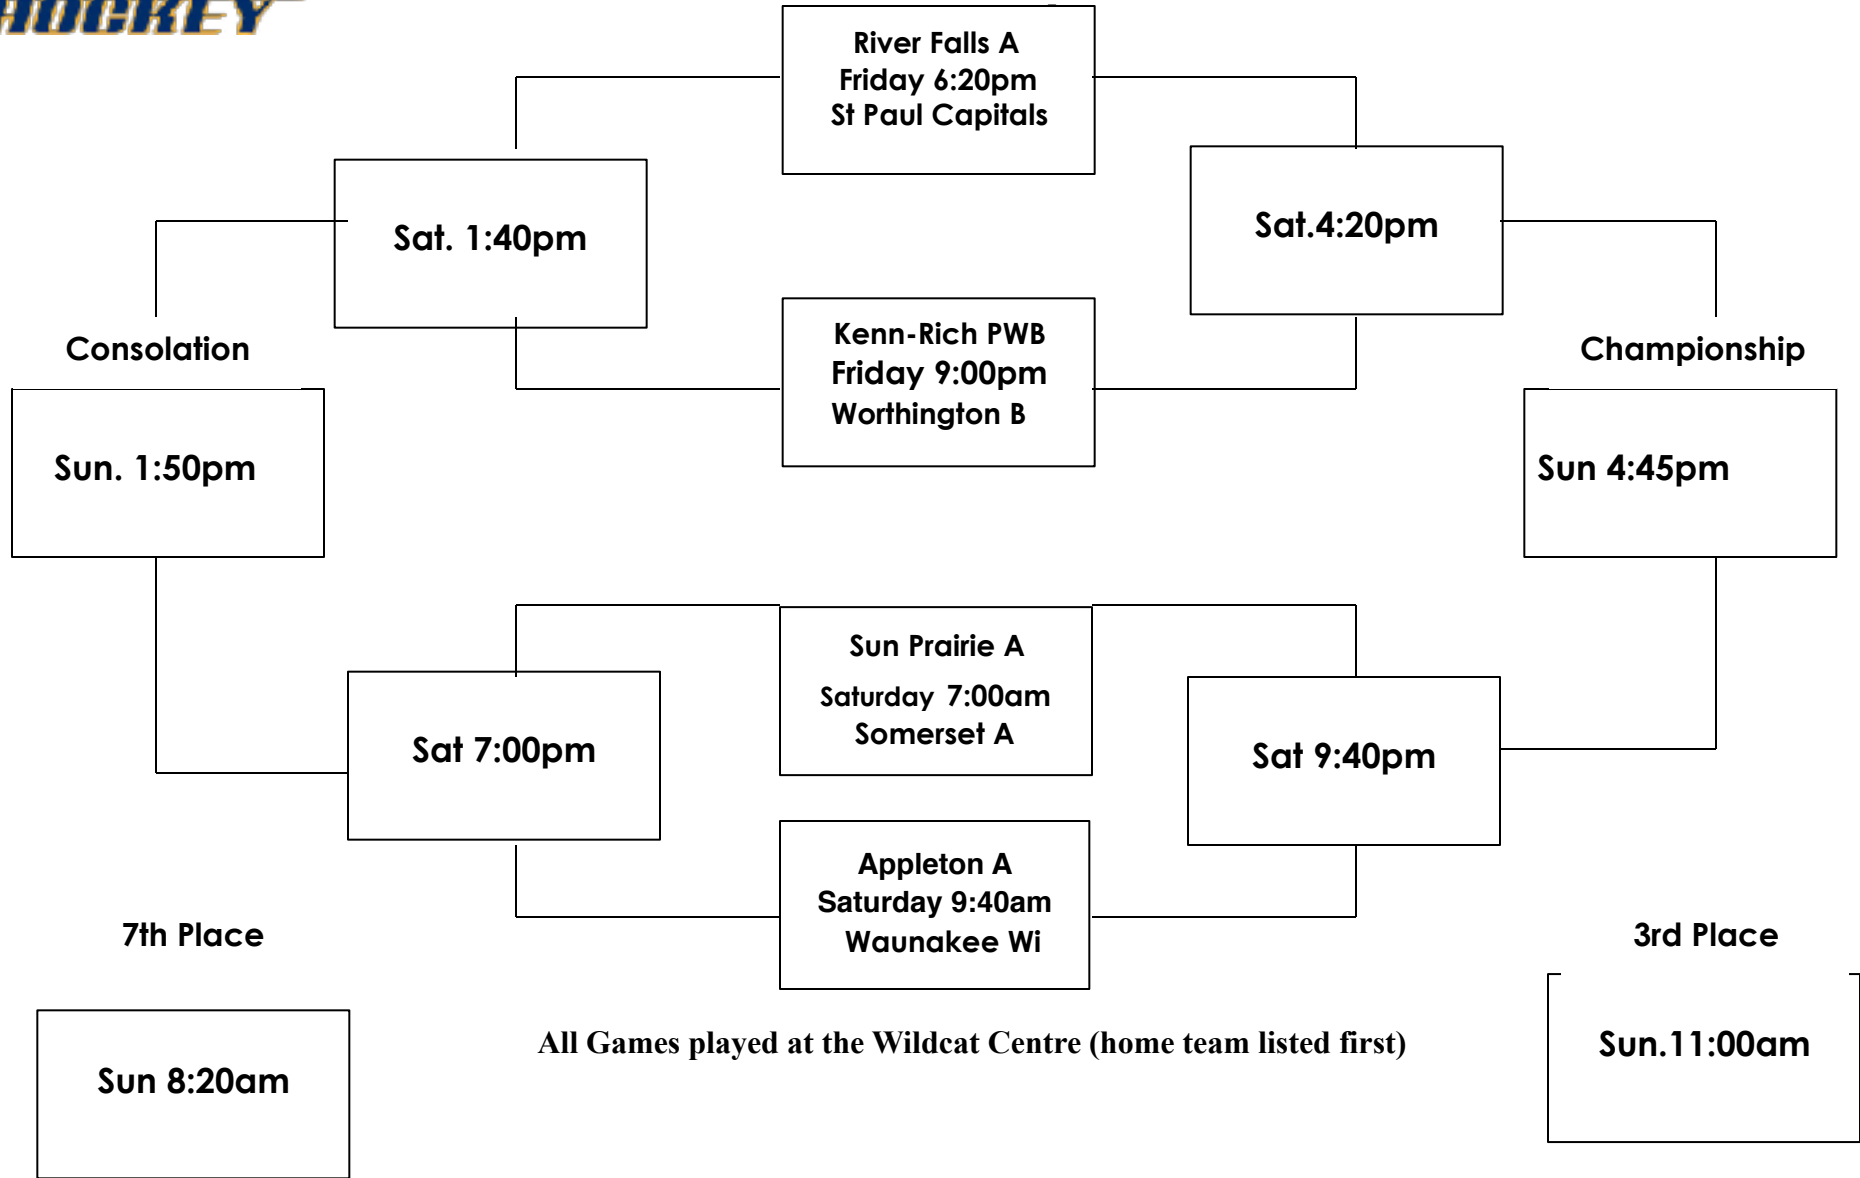 HOCKEY
River Falls A
Friday 6:20pm
St Paul Capitals
Sat. 1:40pm
Sat.4:20pm
Kenn-Rich PWB
Friday 9:00pm
Worthington B
Consolation
Championship
Sun. 1:50pm
Sun 4:45pm
Sun Prairie A
Saturday 7:00am
Somerset A
Sat 7:00pm
Sat 9:40pm
Appleton A
Saturday 9:40am
Waunakee Wi
7th Place
3rd Place
Sun 8:20am
All Games played at the Wildcat Centre (home team listed first)
Sun.11:00am